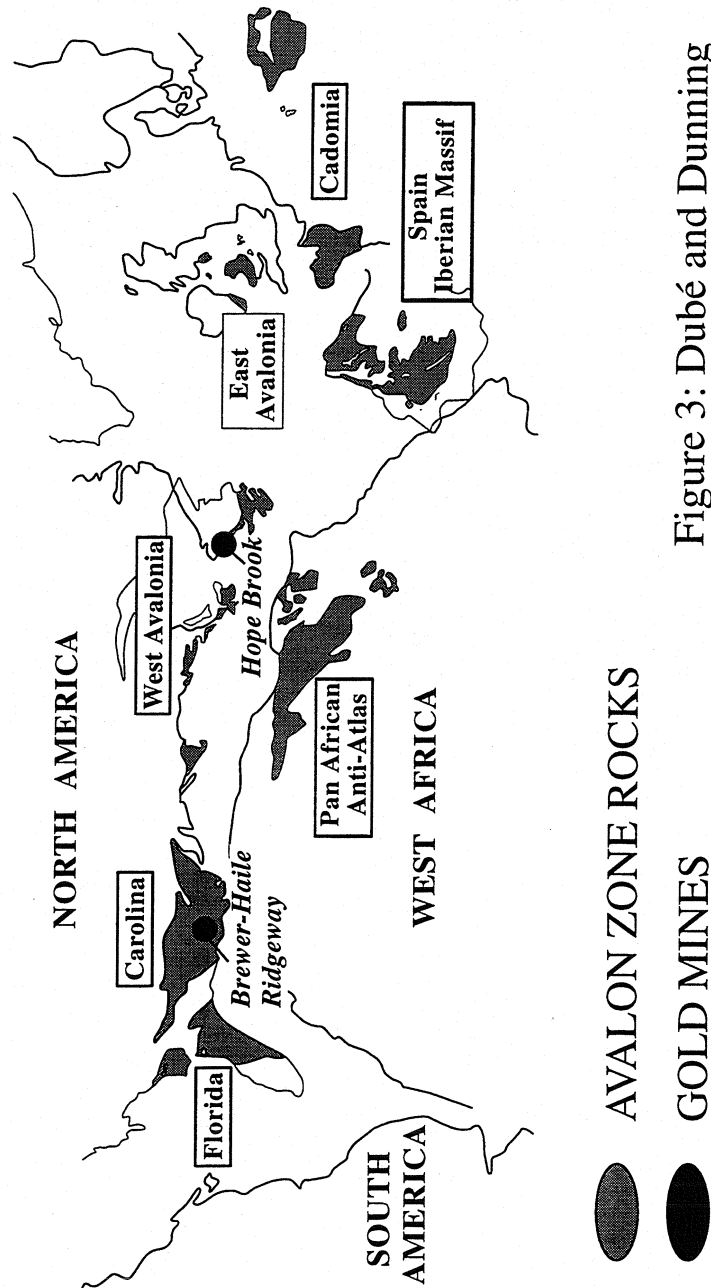 NORTH AMERICA
Carolina
West Avalonia
East
Avalonia
Cadomia
Florida
Brewer-Haile
Ridgeway
Hope Brook
Spain
Iberian Massif
Pan African
Anti-Atlas
SOUTH
AMERICA
WEST AFRICA
AVALON ZONE ROCKS
GOLD MINES
Figure 3: Dubé and Dunning